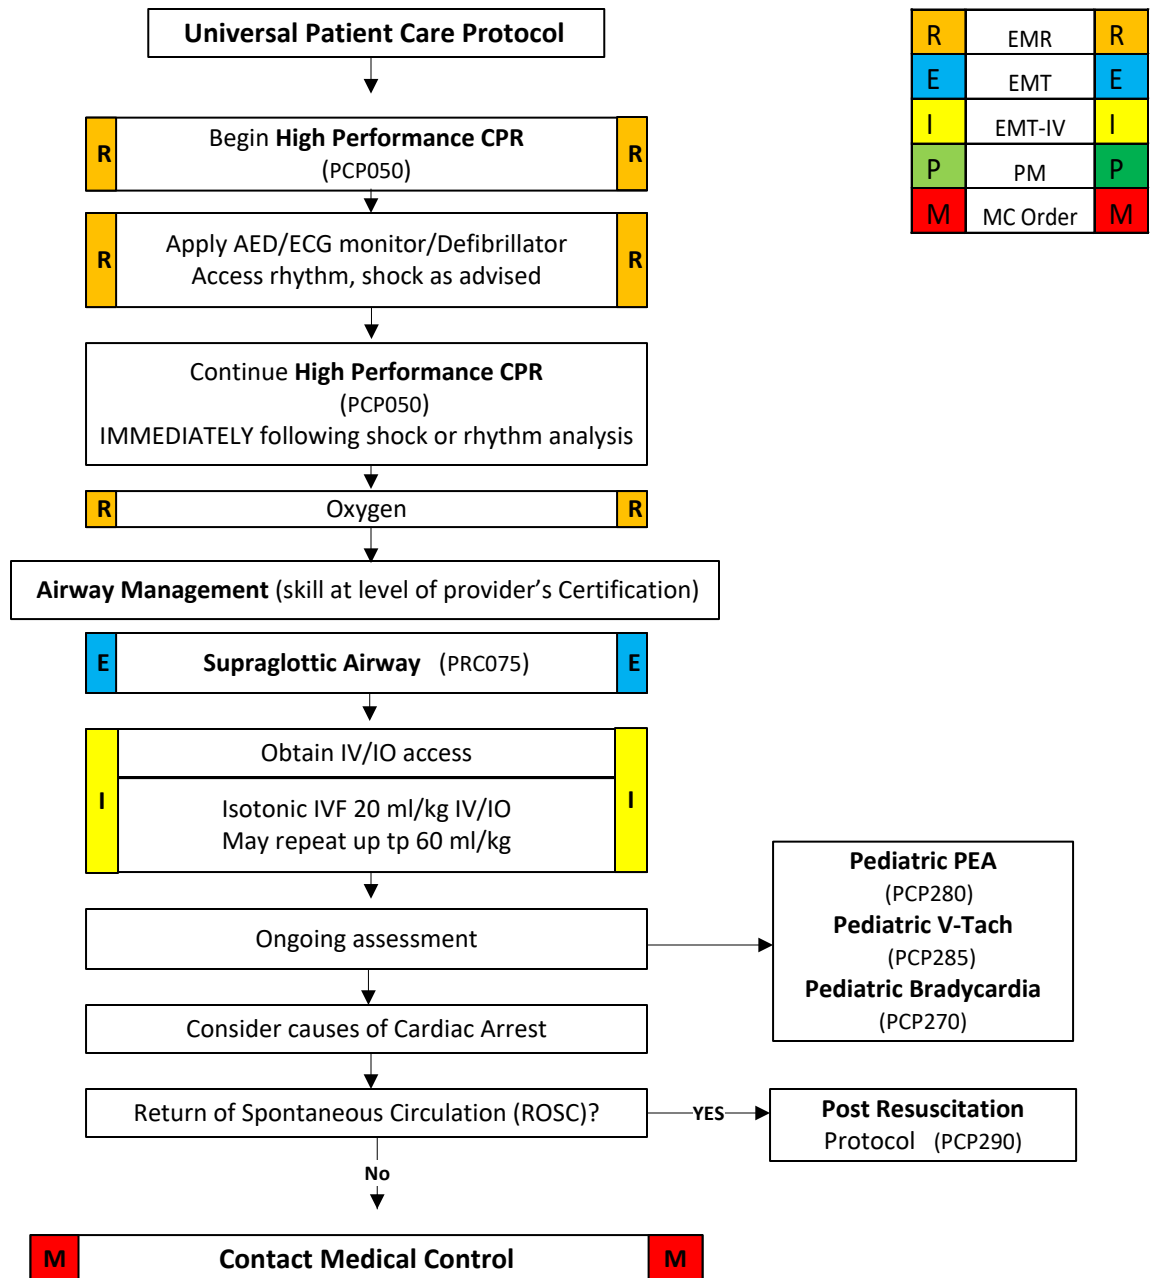 Universal Patient Care Protocol
R EMR R
E EMT E
I EMT-IV I
P PM P
M MC Order M
R Begin High Performance CPR R
(PCP050)
R Apply AED/ECG monitor/Defibrillator R
Access rhythm, shock as advised
Continue High Performance CPR
(PCP050)
IMMEDIATELY following shock or rhythm analysis
R Oxygen R
Airway Management (skill at level of provider’s Certification)
E Supraglottic Airway (PRC075) E
Obtain IV/IO access
I Isotonic IVF 20 ml/kg IV/IO I
May repeat up tp 60 ml/kg
Ongoing assessment
Pediatric PEA
(PCP280)
Pediatric V-Tach
(PCP285)
Pediatric Bradycardia
(PCP270)
Consider causes of Cardiac Arrest
Return of Spontaneous Circulation (ROSC)?
YES
Post Resuscitation
Protocol (PCP290)
No
M Contact Medical Control M